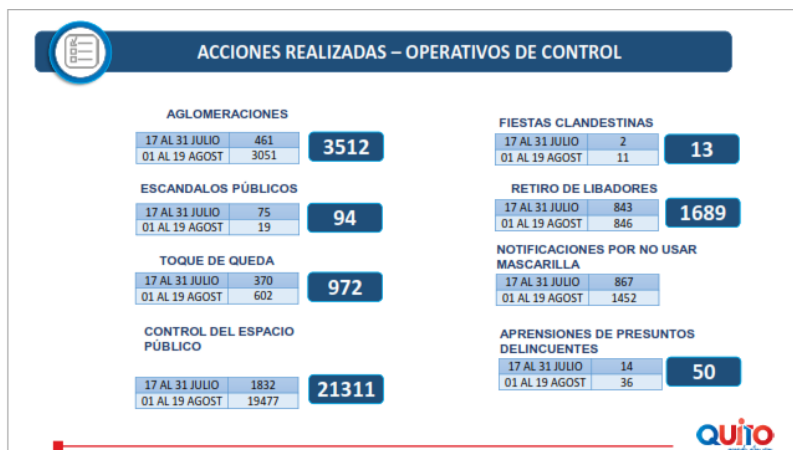 ACCIONES REALIZADAS – OPERATIVOS DE CONTROL
AGLOMERACIONES
17 AL 31 JULIO 461
01 AL 19 AGOST 3051
3512
ESCANDALOS PÚBLICOS
17 AL 31 JULIO 75
01 AL 19 AGOST 19
94
TOQUE DE QUEDA
17 AL 31 JULIO 370
01 AL 19 AGOST 602
972
CONTROL DEL ESPACIO
PÚBLICO
17 AL 31 JULIO 1832
01 AL 19 AGOST 19477
21311
FIESTAS CLANDESTINAS
17 AL 31 JULIO 2
01 AL 19 AGOST 11
13
RETIRO DE LIBADORES
17 AL 31 JULIO 843
01 AL 19 AGOST 846
1689
NOTIFICACIONES POR NO USAR
MASCARILLA
17 AL 31 JULIO 867
01 AL 19 AGOST 1452
APRENSIONES DE PRESUNTOS
DELINCUENTES
17 AL 31 JULIO 14
01 AL 19 AGOST 36
50
QUITO